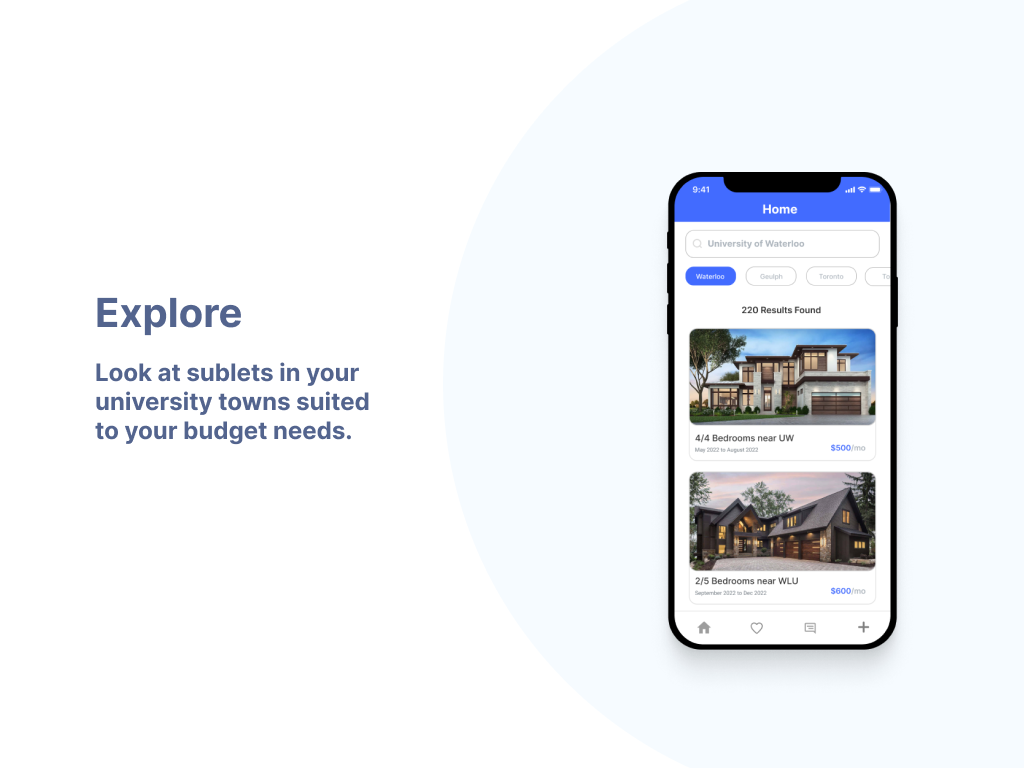 Explore
Look at sublets in your
university towns suited
to your budget needs.
9:41
Home
University of Waterloo
Waterloo
Geulph
Toronto
To
220 Results Found
4/4 Bedrooms near UW
May 2022 to August 2022
$500/mo
2/5 Bedrooms near WLU
September 2022 to Dec 2022
$600/mo